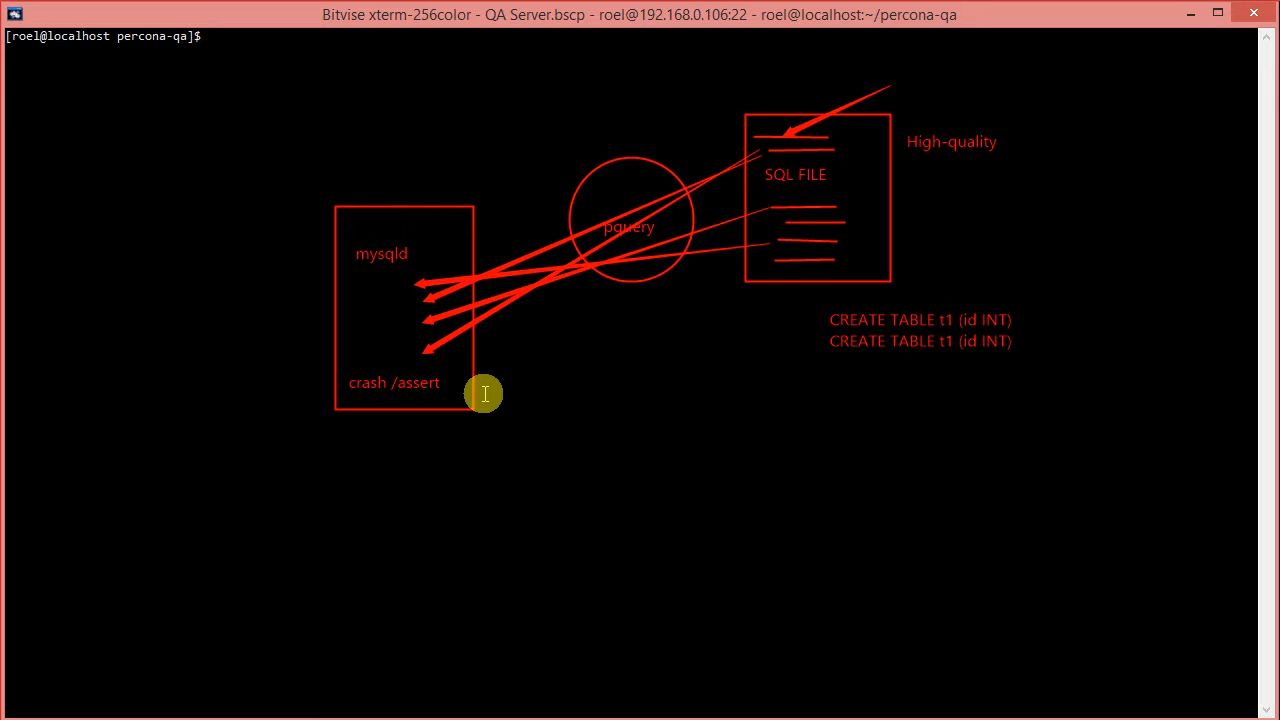 Bitvise xterm-256color - QA Server.bscp - roel@192.168.0.106:22 - roel@localhost:~/percona-qa
[roel@localhost percona-qa]$
High-quality
SQL FILE
pquery
mysqld
CREATE TABLE t1 (id INT)
CREATE TABLE t1 (id INT)
crash /assert